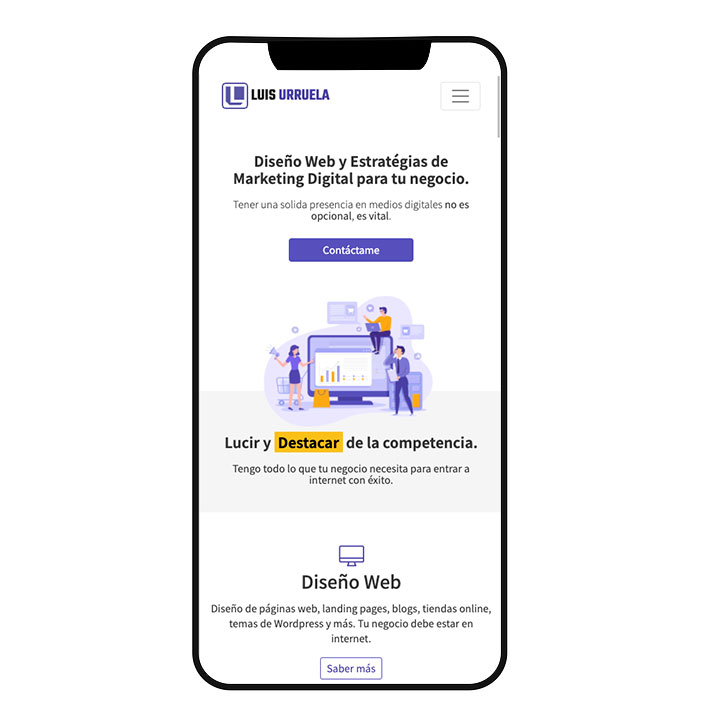 LUIS URRUELA
Diseño Web y Estratégias de
Marketing Digital para tu negocio.
Tener una solida presencia en medios digitales no es
opcional, es vital.
Contáctame
Lucir y Destacar de la competencia.
Tengo todo lo que tu negocio necesita para entrar a
internet con éxito.
Diseño Web
Diseño de páginas web, landing pages, blogs, tiendas online,
temas de Wordpress y más. Tu negocio debe estar en
internet.
Saber más